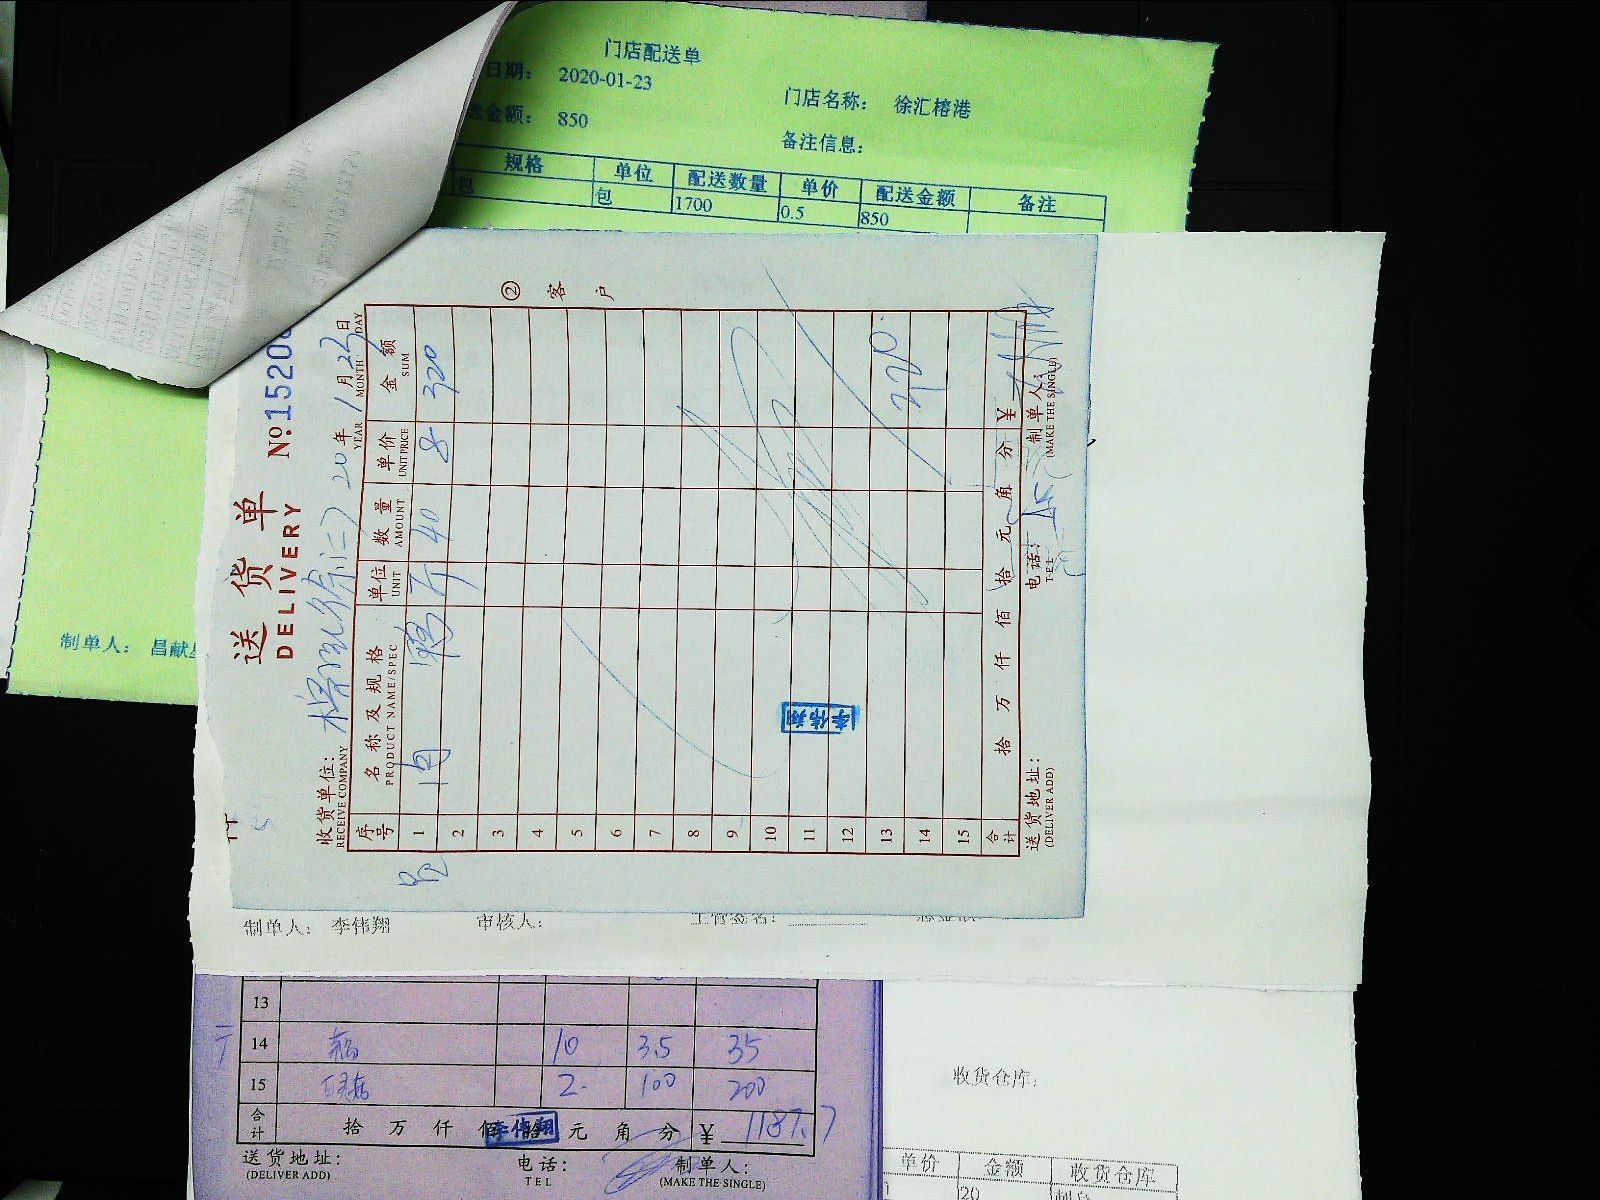 门店配送单
日期： 2020-01-23
门店名称： 徐汇榕港
送金额： 850
备注信息:
规格 单位 配送数量 单价 配送金额 备注
包 包 1700 0.5 850
制单人： 昌献
② 客 户
送 货 单
DELIVERY
No.1520
收货单位:
RECEIVE COMPANY
榕港(徐汇) 20年 1月23日
YEAR MONTH DAY
序号 名称及规格 单位 数量 单价 金额
PRODUCT NAME/SPEC UNIT AMOUNT UNIT PRICE SUM
1 肉 斤 40 8 320
2
3
4
5
6
7
8
9
10
11
12
13 320
14
15
李伟翔
合计 拾 万 仟 佰 拾 元 角 分 ¥
送货地址: 电话: 制单人:
(DELIVER ADD) TEL (MAKE THE SINGLE)
制单人： 李伟翔 审核人:
13
14 10 3.5 35
15 2 100 200
合计 拾 万 仟 佰 拾 元 角 分 ¥ 1187.7
李伟翔
送货地址: 电话: 制单人:
(DELIVER ADD) TEL (MAKE THE SINGLE)
收货仓库:
单价 金额 收货仓库
20